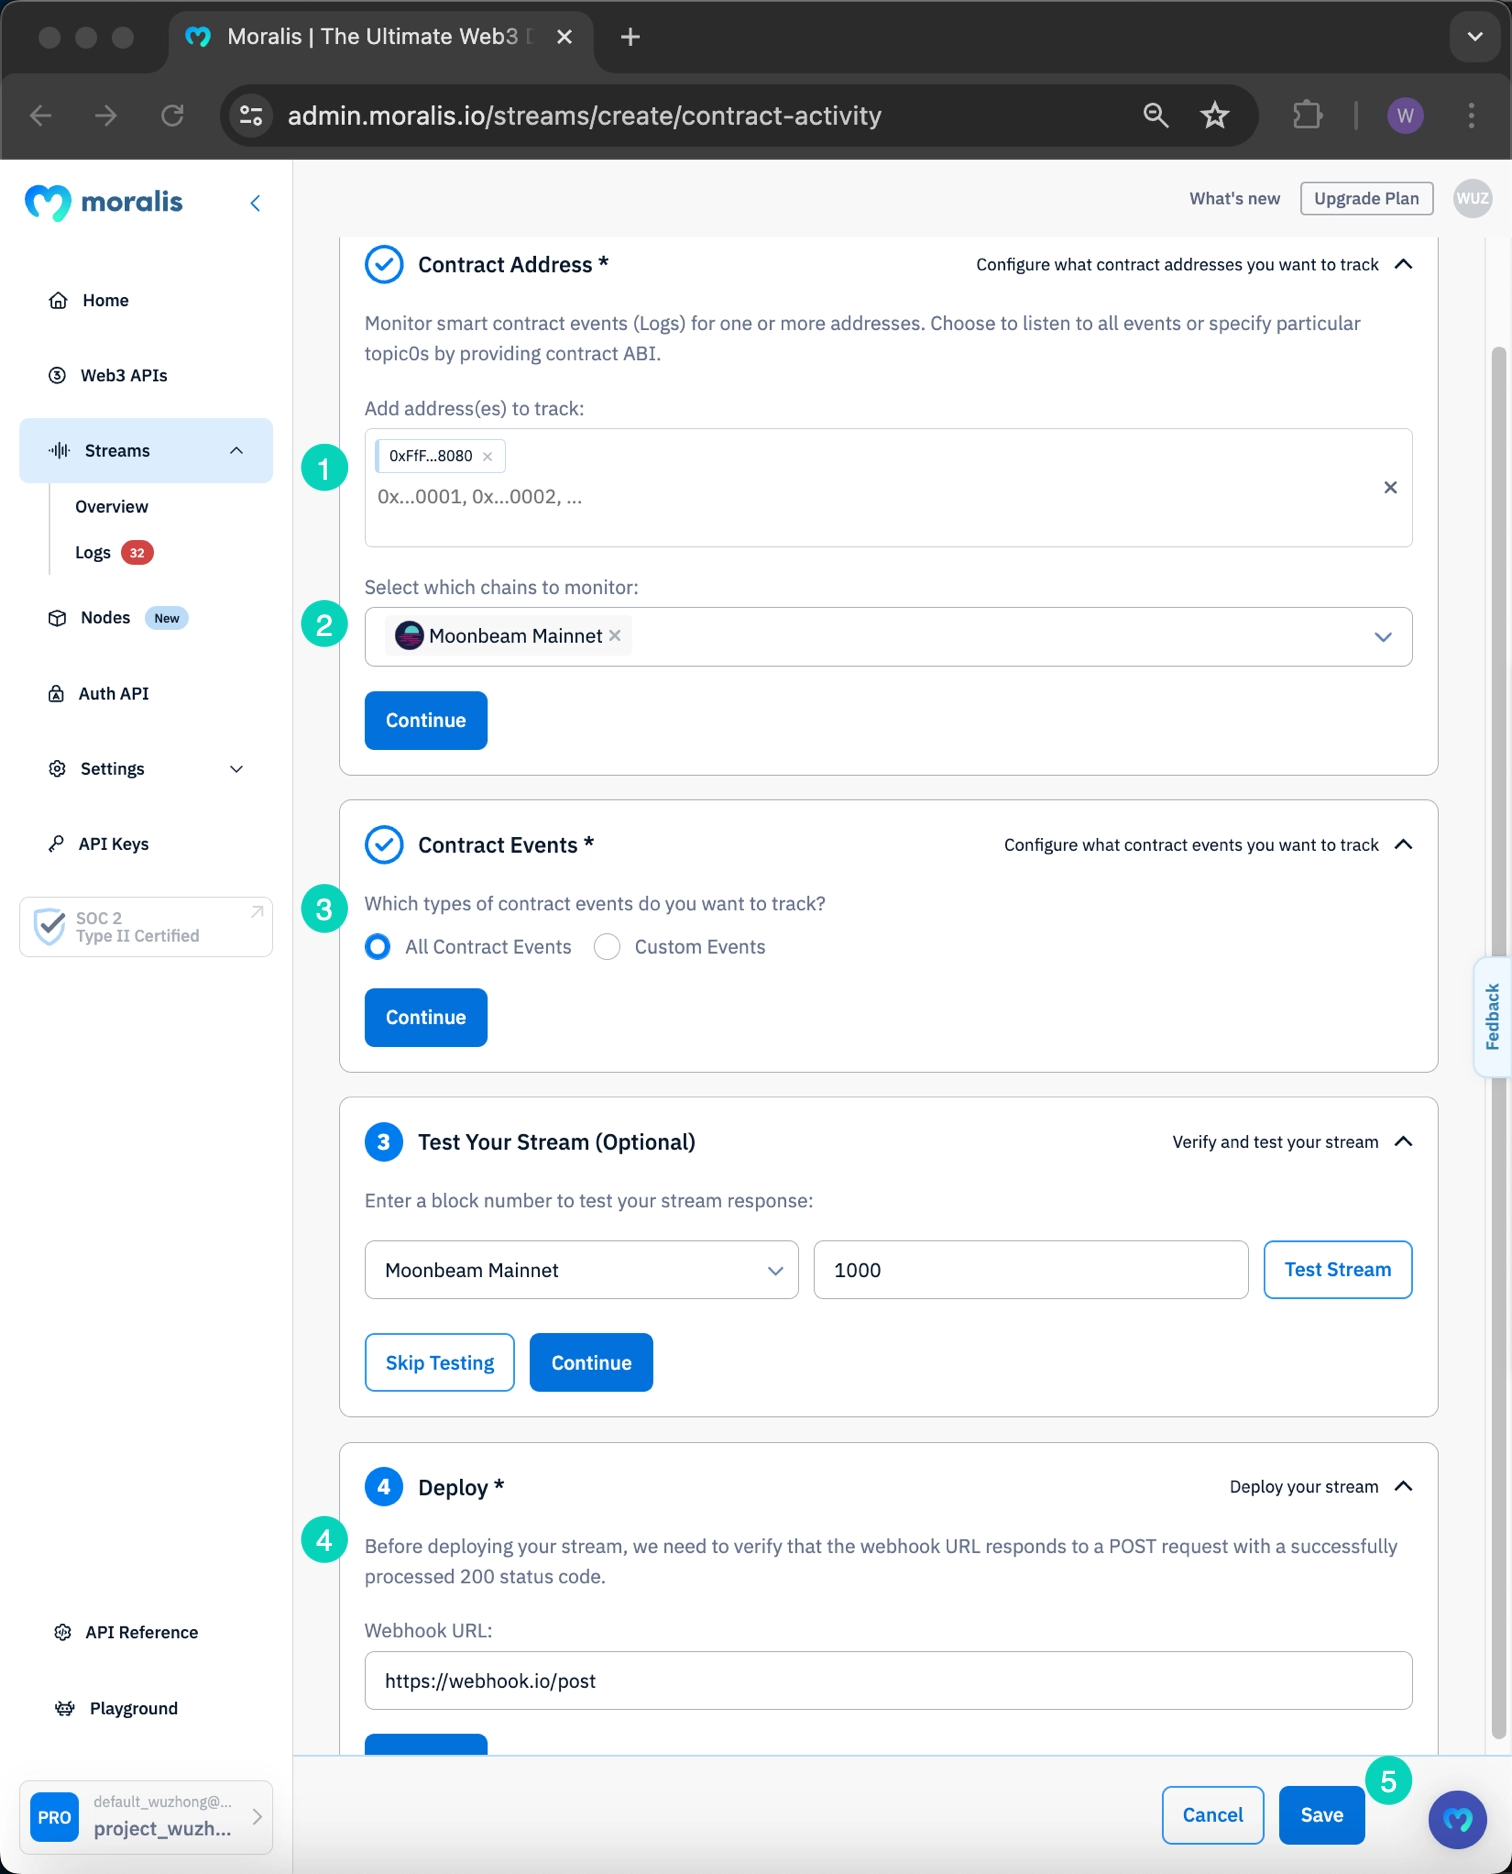 Moralis | The Ultimate Web3
admin.moralis.io/streams/create/contract-activity
W
moralis
What's new
Upgrade Plan
WUZ
Home
Web3 APIs
Streams
Overview
Logs 32
Nodes New
Auth API
Settings
API Keys
SOC 2
Type II Certified
API Reference
Playground
PRO
default_wuzhong@...
project_wuzh...
Contract Address *
Configure what contract addresses you want to track
Monitor smart contract events (Logs) for one or more addresses. Choose to listen to all events or specify particular
topic0s by providing contract ABI.
Add address(es) to track:
1
0xFfF...8080
0x...0001, 0x...0002, ...
Select which chains to monitor:
2
Moonbeam Mainnet
Continue
Contract Events *
Configure what contract events you want to track
3
Which types of contract events do you want to track?
All Contract Events
Custom Events
Continue
3
Test Your Stream (Optional)
Verify and test your stream
Enter a block number to test your stream response:
Moonbeam Mainnet
1000
Test Stream
Skip Testing
Continue
4
Deploy *
Deploy your stream
4
Before deploying your stream, we need to verify that the webhook URL responds to a POST request with a successfully
processed 200 status code.
Webhook URL:
https://webhook.io/post
Fedback
5
Cancel
Save